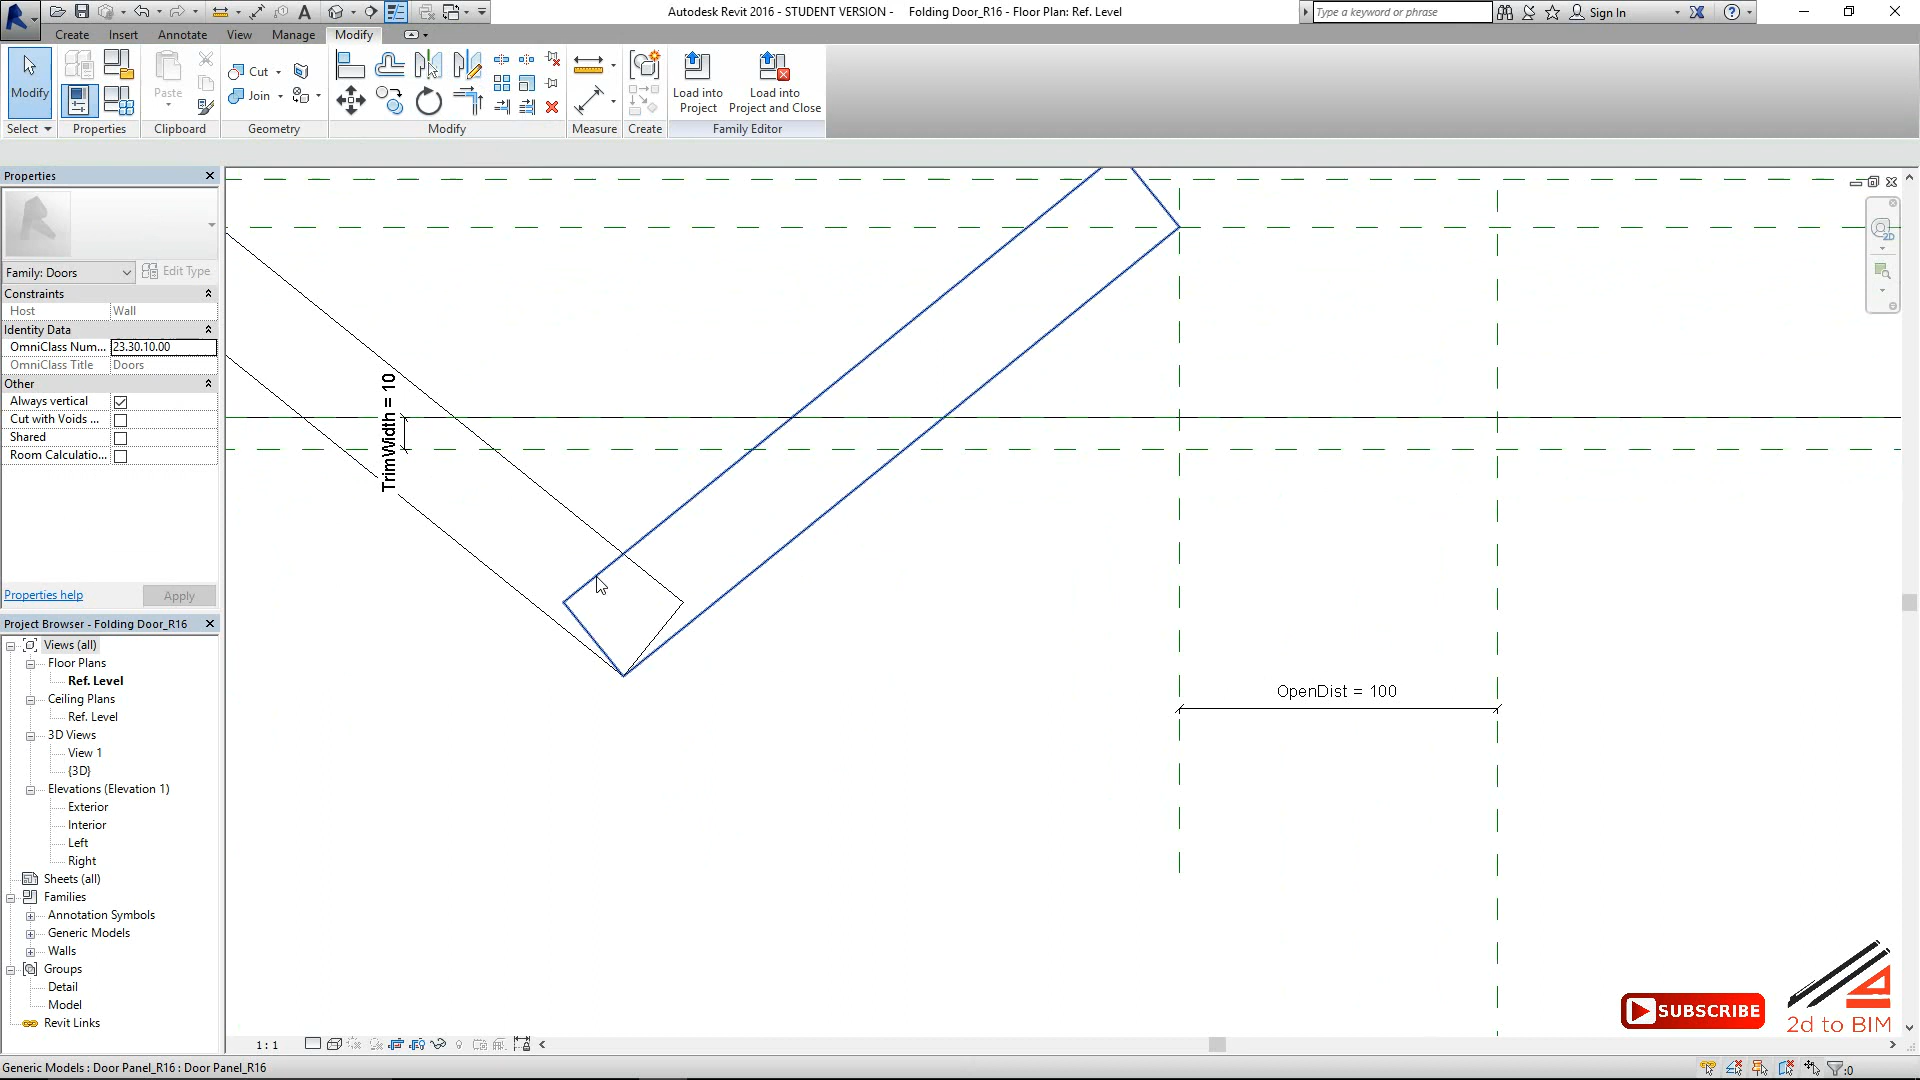 Autodesk Revit 2016 - STUDENT VERSION - Folding Door_R16 - Floor Plan: Ref. Level
Type a keyword or phrase
Sign In
Create Insert Annotate View Manage Modify
Modify
Paste
Cut
Join
Load into Project
Load into Project and Close
Select Properties Clipboard Geometry Modify Measure Create Family Editor
Properties
Family: Doors
Edit Type
Constraints
Host Wall
Identity Data
OmniClass Num... 23.30.10.00
OmniClass Title Doors
Other
Always vertical
Cut with Voids ...
Shared
Room Calculatio...
Properties help
Apply
Project Browser - Folding Door_R16
Views (all)
Floor Plans
Ref. Level
Ceiling Plans
Ref. Level
3D Views
View 1
{3D}
Elevations (Elevation 1)
Exterior
Interior
Left
Right
Sheets (all)
Families
Annotation Symbols
Generic Models
Walls
Groups
Detail
Model
Revit Links
TrimWidth = 10
OpenDist = 100
2D
SUBSCRIBE
2d to BIM
1 : 1
Generic Models : Door Panel_R16 : Door Panel_R16
:0